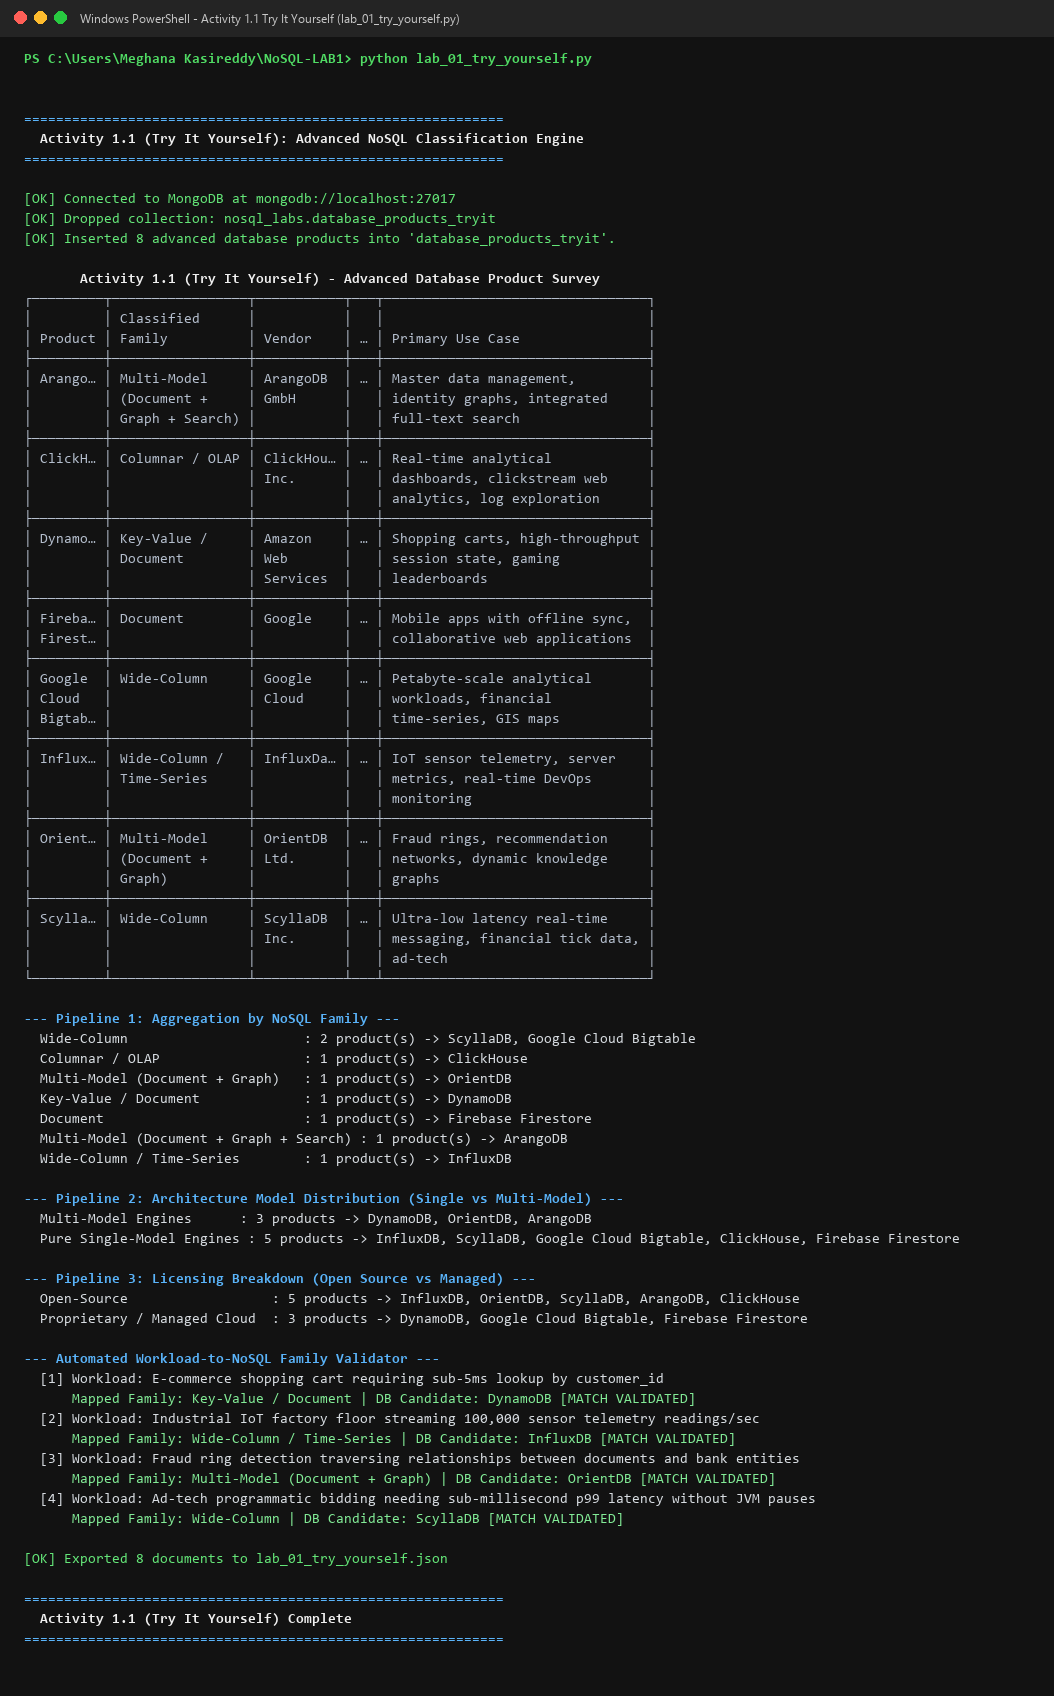 Windows PowerShell - Activity 1.1 Try It Yourself (lab_01_try_yourself.py)
PS C:\Users\Meghana Kasireddy\NoSQL-LAB1> python lab_01_try_yourself.py
============================================================
Activity 1.1 (Try It Yourself): Advanced NoSQL Classification Engine
============================================================
[OK] Connected to MongoDB at mongodb://localhost:27017
[OK] Dropped collection: nosql_labs.database_products_tryit
[OK] Inserted 8 advanced database products into 'database_products_tryit'.
Activity 1.1 (Try It Yourself) - Advanced Database Product Survey
│ │ Classified │ │ │ │
│ Product │ Family │ Vendor │ … │ Primary Use Case │
│ Arango… │ Multi-Model │ ArangoDB │ … │ Master data management, │
│ │ (Document + │ GmbH │ │ identity graphs, integrated │
│ │ Graph + Search) │ │ │ full-text search │
│ ClickH… │ Columnar / OLAP │ ClickHou… │ … │ Real-time analytical │
│ │ │ Inc. │ │ dashboards, clickstream web │
│ │ │ │ │ analytics, log exploration │
│ Dynamo… │ Key-Value / │ Amazon │ … │ Shopping carts, high-throughput │
│ │ Document │ Web │ │ session state, gaming │
│ │ │ Services │ │ leaderboards │
│ Fireba… │ Document │ Google │ … │ Mobile apps with offline sync, │
│ Firest… │ │ │ │ collaborative web applications │
│ Google │ Wide-Column │ Google │ … │ Petabyte-scale analytical │
│ Cloud │ │ Cloud │ │ workloads, financial │
│ Bigtab… │ │ │ │ time-series, GIS maps │
│ Influx… │ Wide-Column / │ InfluxDa… │ … │ IoT sensor telemetry, server │
│ │ Time-Series │ │ │ metrics, real-time DevOps │
│ │ │ │ │ monitoring │
│ Orient… │ Multi-Model │ OrientDB │ … │ Fraud rings, recommendation │
│ │ (Document + │ Ltd. │ │ networks, dynamic knowledge │
│ │ Graph) │ │ │ graphs │
│ Scylla… │ Wide-Column │ ScyllaDB │ … │ Ultra-low latency real-time │
│ │ │ Inc. │ │ messaging, financial tick data, │
│ │ │ │ │ ad-tech │
--- Pipeline 1: Aggregation by NoSQL Family ---
Wide-Column : 2 product(s) -> ScyllaDB, Google Cloud Bigtable
Columnar / OLAP : 1 product(s) -> ClickHouse
Multi-Model (Document + Graph) : 1 product(s) -> OrientDB
Key-Value / Document : 1 product(s) -> DynamoDB
Document : 1 product(s) -> Firebase Firestore
Multi-Model (Document + Graph + Search) : 1 product(s) -> ArangoDB
Wide-Column / Time-Series : 1 product(s) -> InfluxDB
--- Pipeline 2: Architecture Model Distribution (Single vs Multi-Model) ---
Multi-Model Engines : 3 products -> DynamoDB, OrientDB, ArangoDB
Pure Single-Model Engines : 5 products -> InfluxDB, ScyllaDB, Google Cloud Bigtable, ClickHouse, Firebase Firestore
--- Pipeline 3: Licensing Breakdown (Open Source vs Managed) ---
Open-Source : 5 products -> InfluxDB, OrientDB, ScyllaDB, ArangoDB, ClickHouse
Proprietary / Managed Cloud : 3 products -> DynamoDB, Google Cloud Bigtable, Firebase Firestore
--- Automated Workload-to-NoSQL Family Validator ---
[1] Workload: E-commerce shopping cart requiring sub-5ms lookup by customer_id
Mapped Family: Key-Value / Document | DB Candidate: DynamoDB [MATCH VALIDATED]
[2] Workload: Industrial IoT factory floor streaming 100,000 sensor telemetry readings/sec
Mapped Family: Wide-Column / Time-Series | DB Candidate: InfluxDB [MATCH VALIDATED]
[3] Workload: Fraud ring detection traversing relationships between documents and bank entities
Mapped Family: Multi-Model (Document + Graph) | DB Candidate: OrientDB [MATCH VALIDATED]
[4] Workload: Ad-tech programmatic bidding needing sub-millisecond p99 latency without JVM pauses
Mapped Family: Wide-Column | DB Candidate: ScyllaDB [MATCH VALIDATED]
[OK] Exported 8 documents to lab_01_try_yourself.json
============================================================
Activity 1.1 (Try It Yourself) Complete
============================================================